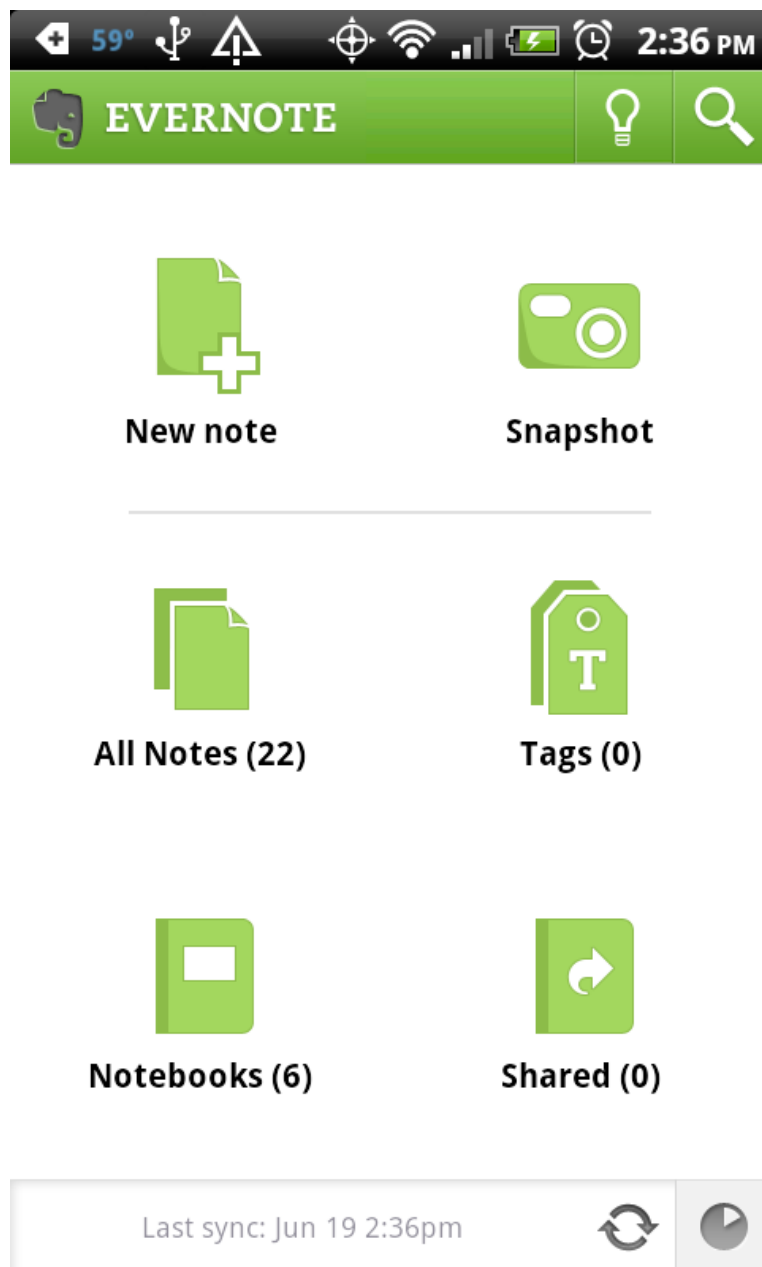 59° 2:36 PM
EVERNOTE
New note
Snapshot
All Notes (22)
T
Tags (0)
Notebooks (6)
Shared (0)
Last sync: Jun 19 2:36pm